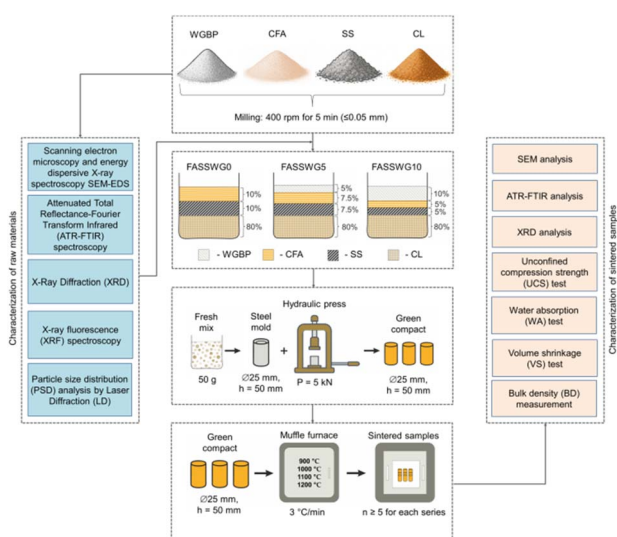 WGBP
CFA
SS
CL
Milling: 400 rpm for 5 min (≤0.05 mm)
Characterization of raw materials
Scanning electron
microscopy and energy
dispersive X-ray
spectroscopy SEM-EDS
Attenuated Total
Reflectance-Fourier
Transform Infrared
(ATR-FTIR)
spectroscopy
X-Ray Diffraction (XRD)
X-ray fluorescence
(XRF) spectroscopy
Particle size distribution
(PSD) analysis by Laser
Diffraction (LD)
FASSWG0
FASSWG5
FASSWG10
10%
10%
80%
5%
7.5%
7.5%
80%
10%
5%
5%
80%
- WGBP
- CFA
- SS
- CL
Fresh
mix
50 g
Steel
mold
∅25 mm,
h = 50 mm
+
Hydraulic press
P = 5 kN
Green
compact
∅25 mm,
h = 50 mm
Green
compact
∅25 mm,
h = 50 mm
Muffle furnace
900 °C
1000 °C
1100 °C
1200 °C
3 °C/min
Sintered samples
n ≥ 5 for each series
SEM analysis
ATR-FTIR analysis
XRD analysis
Unconfined
compression strength
(UCS) test
Water absorption
(WA) test
Volume shrinkage
(VS) test
Bulk density (BD)
measurement
Characterization of sintered samples